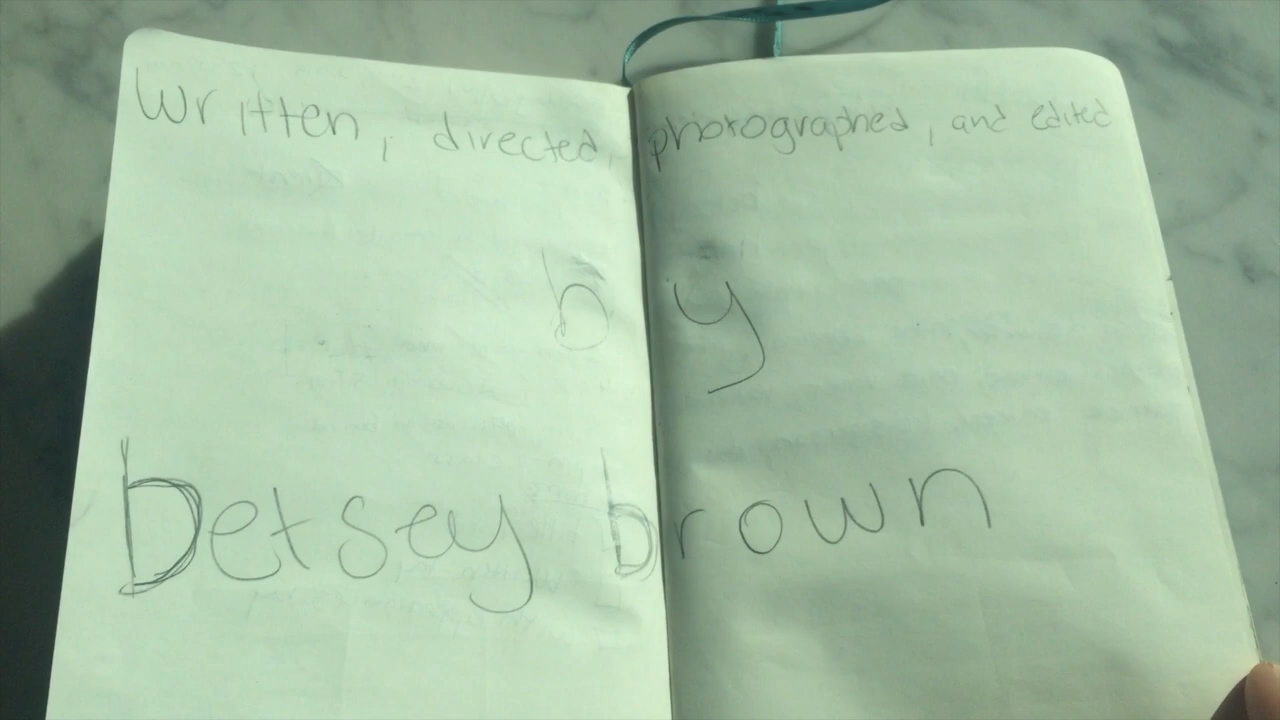 Written, directed, photographed, and edited
by
betsey brown